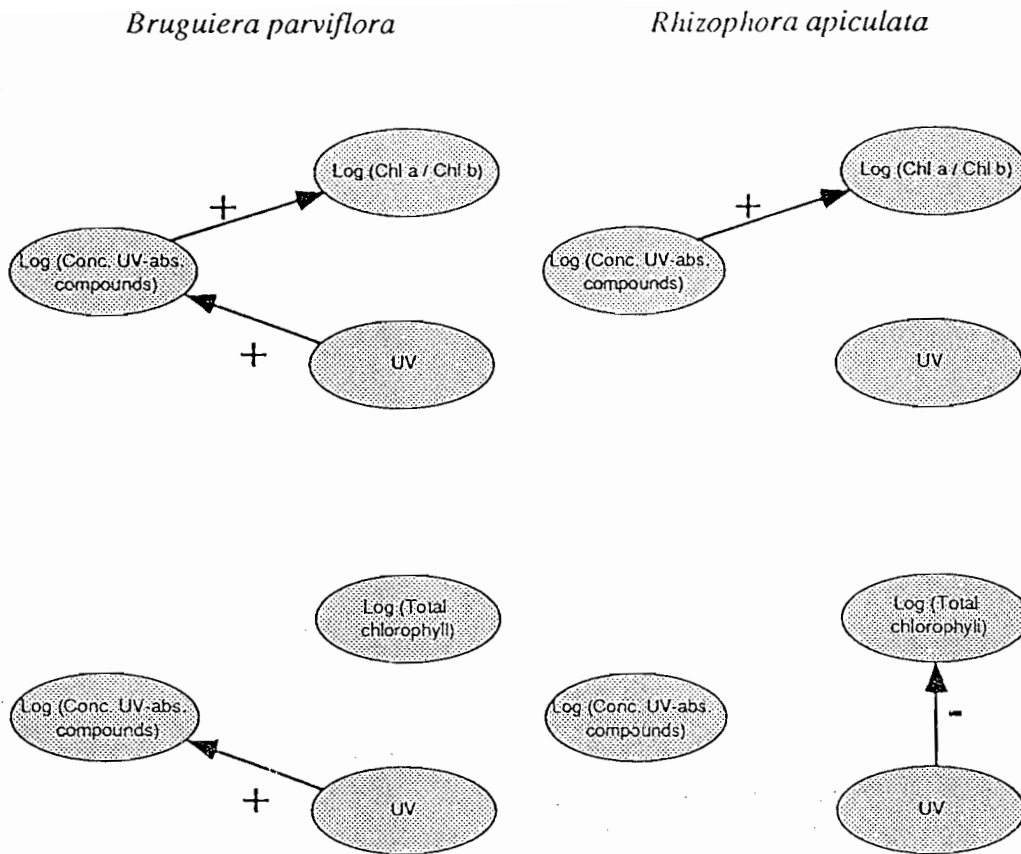 Bruguiera parviflora
Rhizophora apiculata
Log (Chl a / Chl b)
+
Log (Conc. UV-abs.
compounds)
+
UV
Log (Chl a / Chl b)
+
Log (Conc. UV-abs.
compounds)
UV
Log (Total
chlorophyll)
Log (Conc. UV-abs.
compounds)
+
UV
Log (Total
chlorophyll)
Log (Conc. UV-abs.
compounds)
-
UV